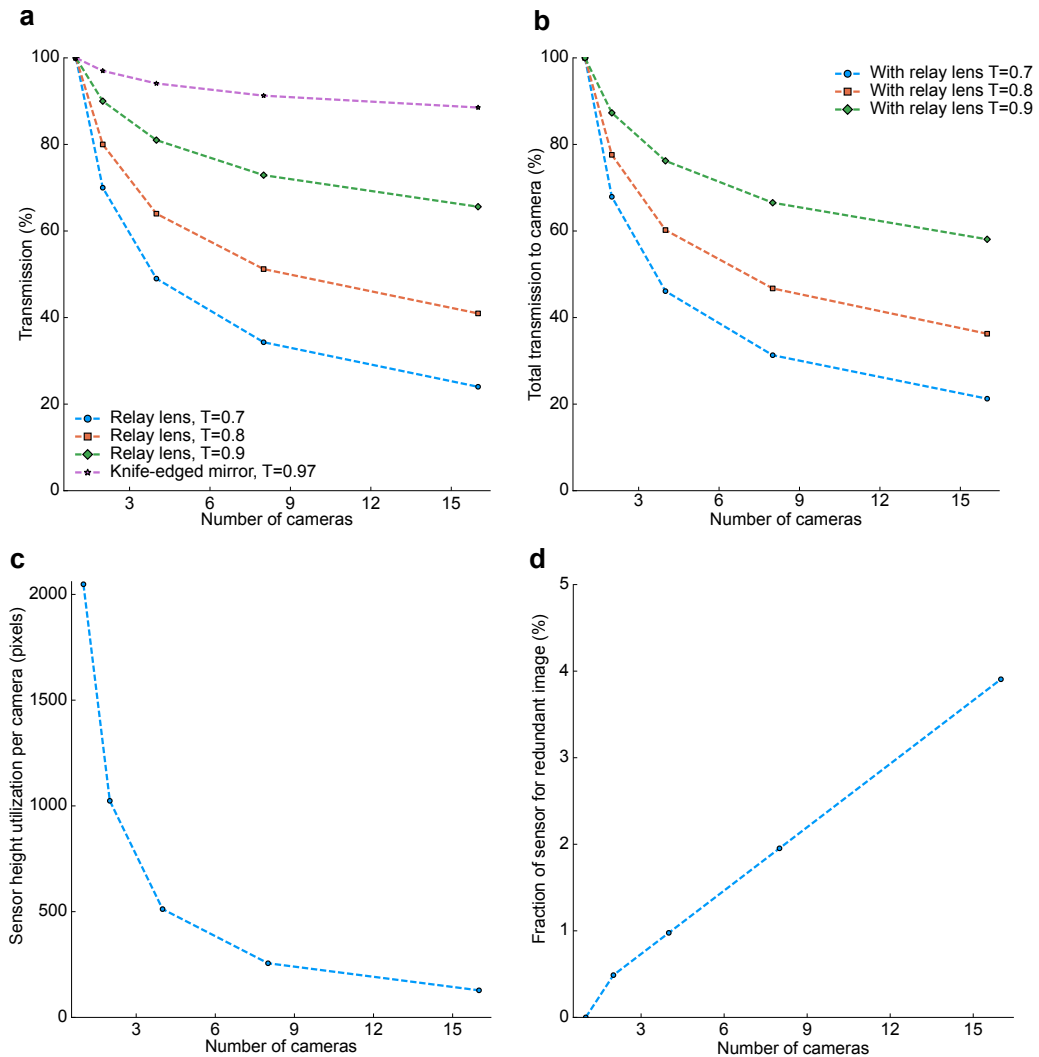 a
Transmission (%)
100
80
60
40
20
0
Relay lens, T=0.7
Relay lens, T=0.8
Relay lens, T=0.9
Knife-edged mirror, T=0.97
3 6 9 12 15
Number of cameras
b
Total transmission to camera (%)
100
80
60
40
20
0
With relay lens T=0.7
With relay lens T=0.8
With relay lens T=0.9
3 6 9 12 15
Number of cameras
c
Sensor height utilization per camera (pixels)
2000
1500
1000
500
0
3 6 9 12 15
Number of cameras
d
Fraction of sensor for redundant image (%)
5
4
3
2
1
0
3 6 9 12 15
Number of cameras